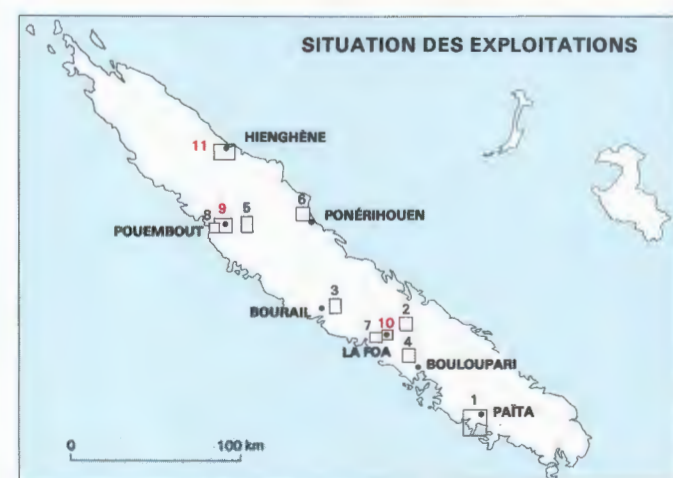 SITUATION DES EXPLOITATIONS
11
HIENGHÈNE
8
9
5
6
POUEMBOUT
PONÉRIHOUEN
3
BOURAIL
2
7
10
LA FOA
4
BOULOUPARI
1
PAÏTA
0
100 km